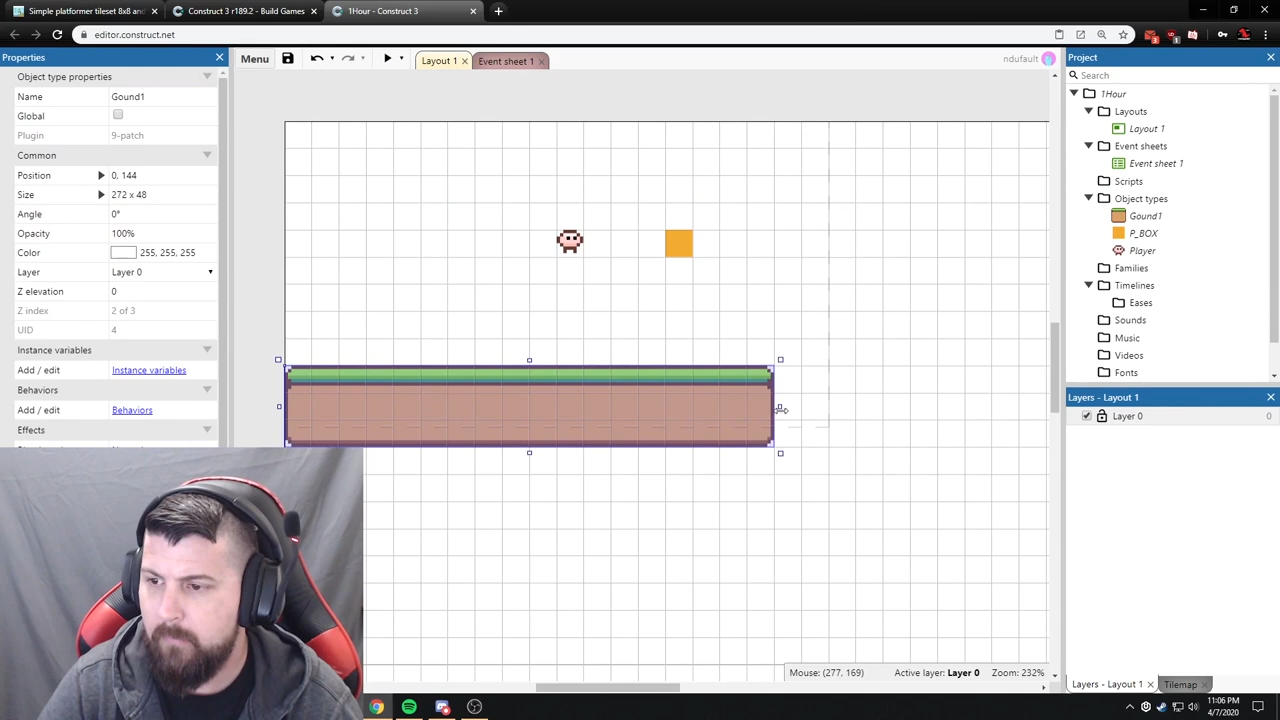 Simple platformer tileset 8x8 and
Construct 3 r189.2 - Build Games
1Hour - Construct 3
editor.construct.net
Properties
Menu
Layout 1
Event sheet 1
ndufault
Project
Object type properties
Name Gound1
Global
Plugin 9-patch
Common
Position 0, 144
Size 272 x 48
Angle 0°
Opacity 100%
Color 255, 255, 255
Layer Layer 0
Z elevation 0
Z index 2 of 3
UID 4
Instance variables
Add / edit Instance variables
Behaviors
Add / edit Behaviors
Effects
Search
1Hour
Layouts
Layout 1
Event sheets
Event sheet 1
Scripts
Object types
Gound1
P_BOX
Player
Families
Timelines
Eases
Sounds
Music
Videos
Fonts
Layers - Layout 1
Layer 0 0
Mouse: (277, 169) Active layer: Layer 0 Zoom: 232%
Layers - Layout 1 Tilemap
11:06 PM
4/7/2020